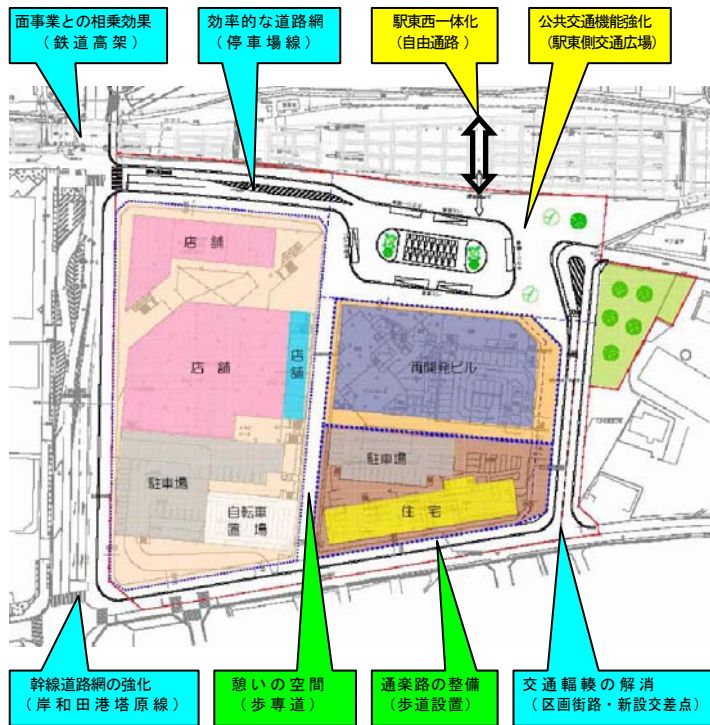 面事業との相乗効果
（鉄道高架）
効率的な道路網
（停車場線）
駅東西一体化
（自由通路）
公共交通機能強化
（駅東側交通広場）
店舗
店舗
店舗
再開発ビル
駐車場
駐車場
自転車
置場
住宅
幹線道路網の強化
（岸和田港塔原線）
憩いの空間
（歩専道）
通楽路の整備
（歩道設置）
交通輻輳の解消
（区画街路・新設交差点）